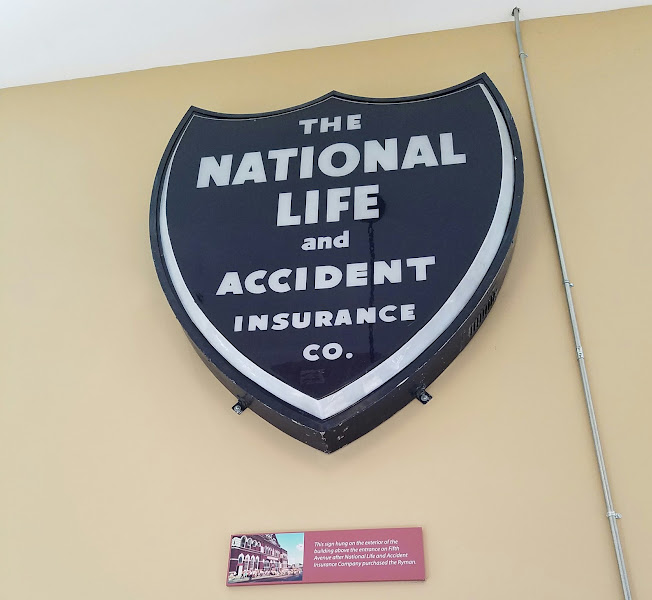 THE
NATIONAL
LIFE
and
ACCIDENT
INSURANCE
CO.
This sign hung on the exterior of the
building above the entrance on Fifth
Avenue after National Life and Accident
Insurance Company purchased the Ryman.